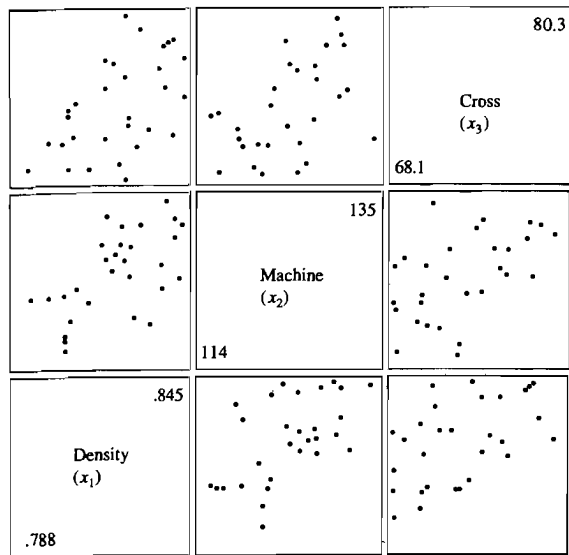 80.3
Cross
(x₃)
68.1
135
Machine
(x₂)
114
.845
Density
(x₁)
.788